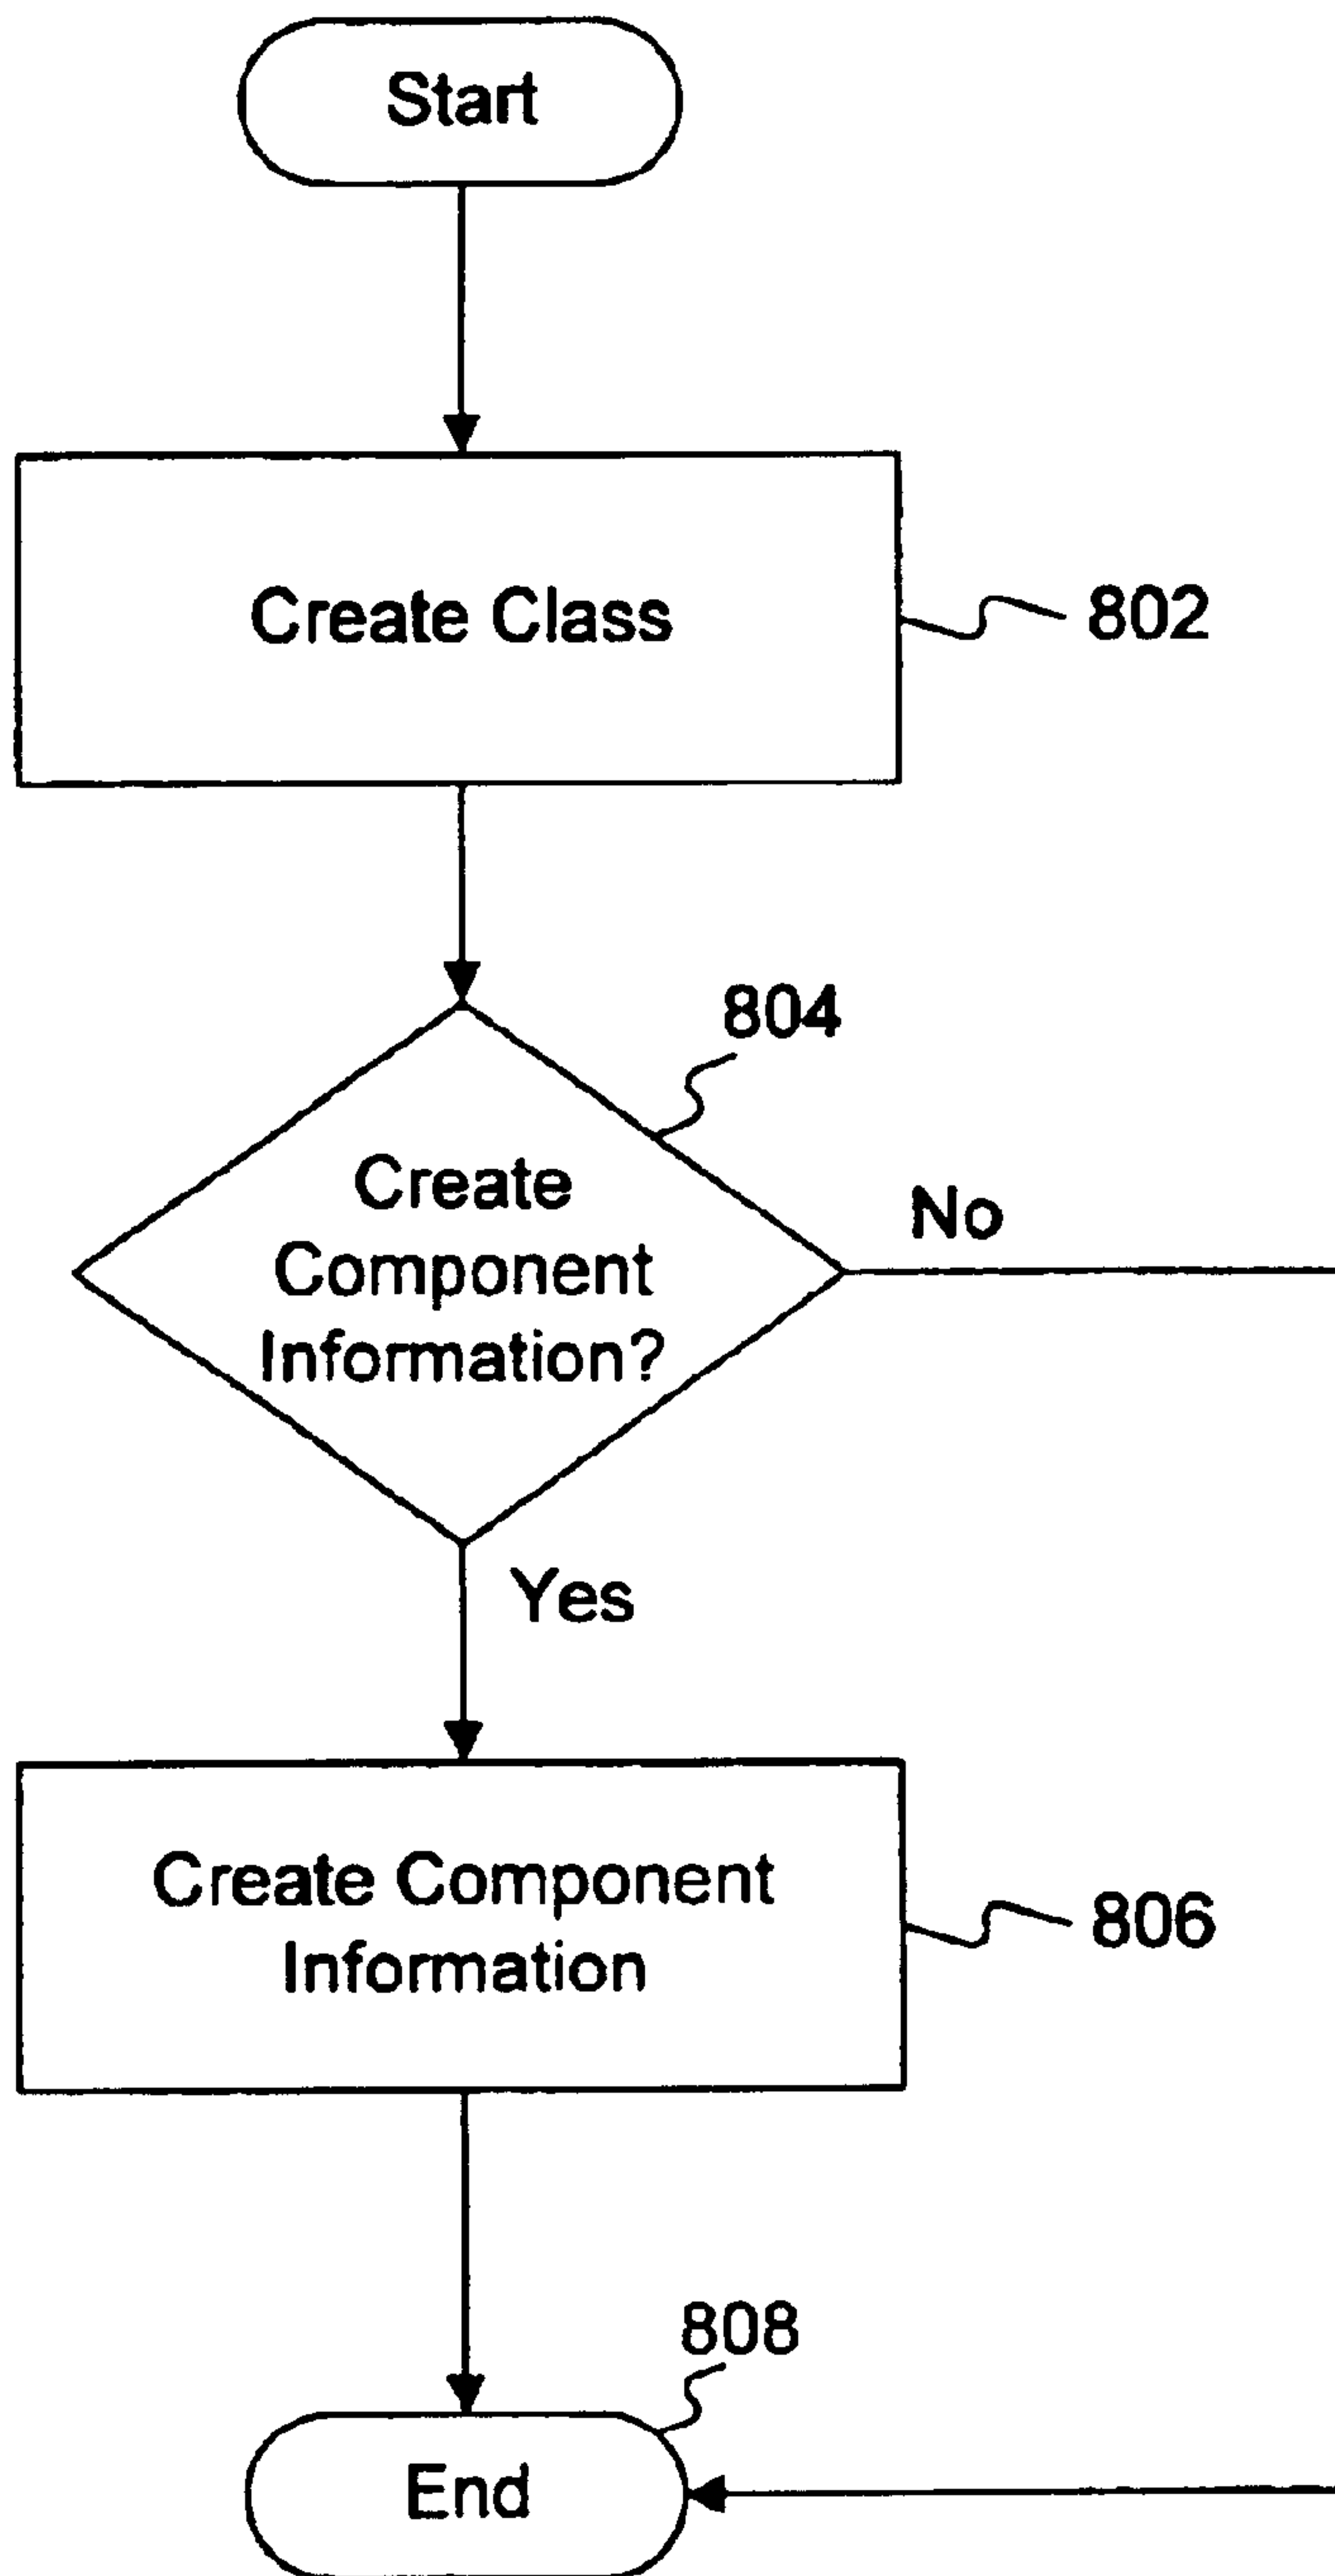 Start
Create Class
802
804
Create
Component
Information?
No
Yes
Create Component
Information
806
808
End